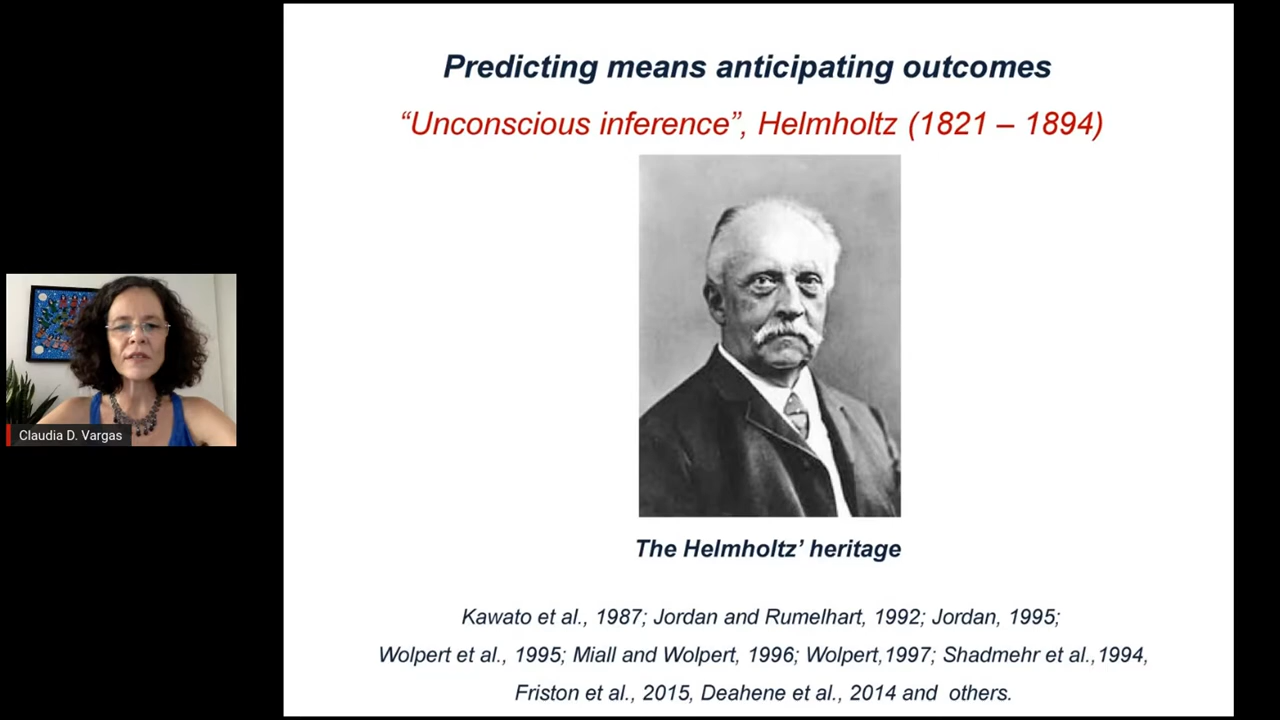 Predicting means anticipating outcomes
“Unconscious inference”, Helmholtz (1821 – 1894)
Claudia D. Vargas
The Helmholtz’ heritage
Kawato et al., 1987; Jordan and Rumelhart, 1992; Jordan, 1995;
Wolpert et al., 1995; Miall and Wolpert, 1996; Wolpert,1997; Shadmehr et al.,1994,
Friston et al., 2015, Deahene et al., 2014 and  others.